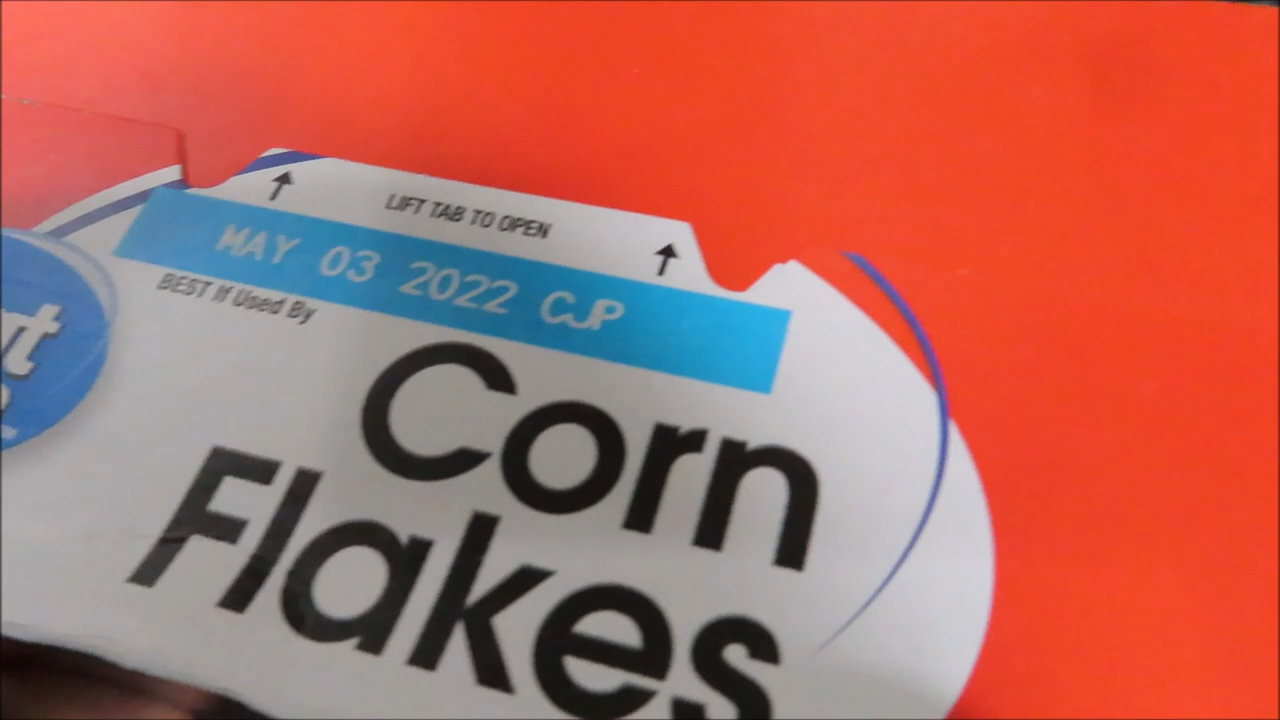 LIFT TAB TO OPEN
MAY 03 2022 CJP
BEST If Used By
Corn
Flakes